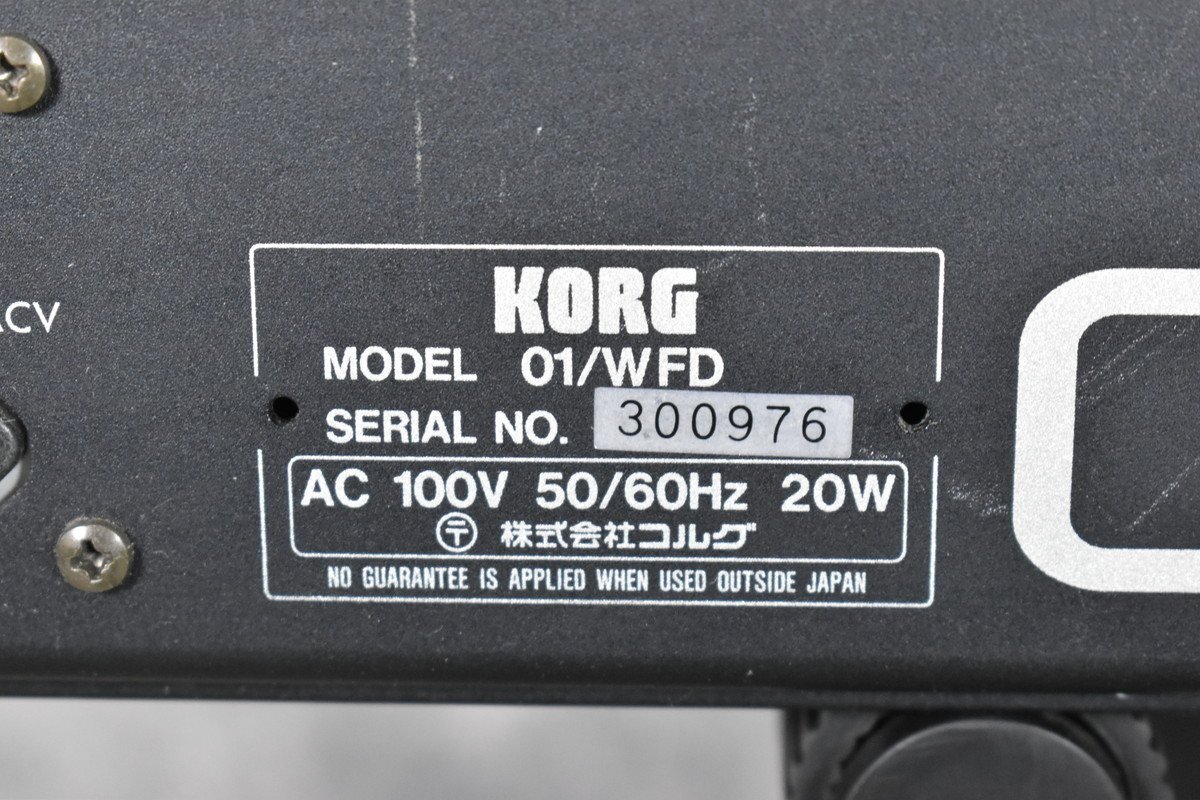 ACV
KORG
MODEL 01/WFD
SERIAL NO. 300976
AC 100V 50/60Hz 20W
〒 株式会社コルグ
NO GUARANTEE IS APPLIED WHEN USED OUTSIDE JAPAN